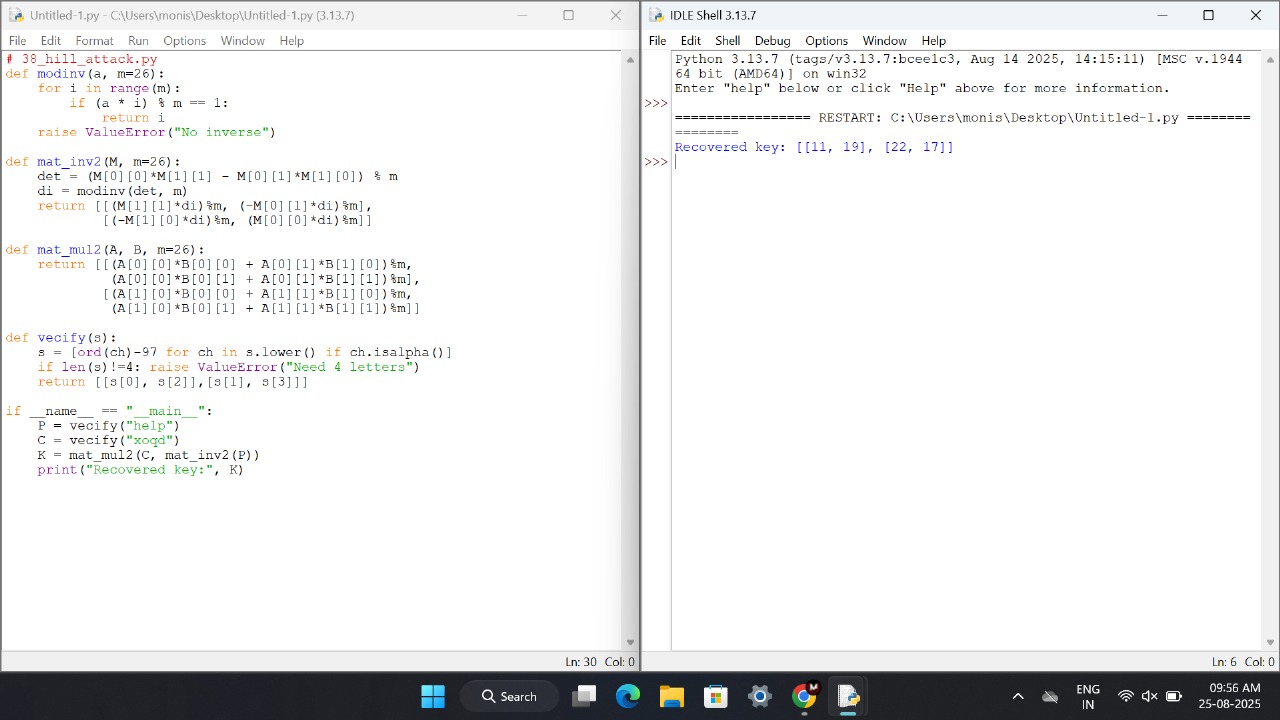 Untitled-1.py - C:\Users\monis\Desktop\Untitled-1.py (3.13.7)
File Edit Format Run Options Window Help
# 38_hill_attack.py
def modinv(a, m=26):
    for i in range(m):
        if (a * i) % m == 1:
            return i
    raise ValueError("No inverse")
def mat_inv2(M, m=26):
    det = (M[0][0]*M[1][1] - M[0][1]*M[1][0]) % m
    di = modinv(det, m)
    return [[(M[1][1]*di)%m, (-M[0][1]*di)%m],
            [(-M[1][0]*di)%m, (M[0][0]*di)%m]]
def mat_mul2(A, B, m=26):
    return [[(A[0][0]*B[0][0] + A[0][1]*B[1][0])%m,
             (A[0][0]*B[0][1] + A[0][1]*B[1][1])%m],
            [(A[1][0]*B[0][0] + A[1][1]*B[1][0])%m,
             (A[1][0]*B[0][1] + A[1][1]*B[1][1])%m]]
def vecify(s):
    s = [ord(ch)-97 for ch in s.lower() if ch.isalpha()]
    if len(s)!=4: raise ValueError("Need 4 letters")
    return [[s[0], s[2]],[s[1], s[3]]]
if __name__ == "__main__":
    P = vecify("help")
    C = vecify("xoqd")
    K = mat_mul2(C, mat_inv2(P))
    print("Recovered key:", K)
Ln: 30 Col: 0
IDLE Shell 3.13.7
File Edit Shell Debug Options Window Help
Python 3.13.7 (tags/v3.13.7:bcee1c3, Aug 14 2025, 14:15:11) [MSC v.1944
64 bit (AMD64)] on win32
Enter "help" below or click "Help" above for more information.
>>>
================= RESTART: C:\Users\monis\Desktop\Untitled-1.py ========
========
Recovered key: [[11, 19], [22, 17]]
>>>
Ln: 6 Col: 0
Search
M
ENG
IN
09:56 AM
25-08-2025